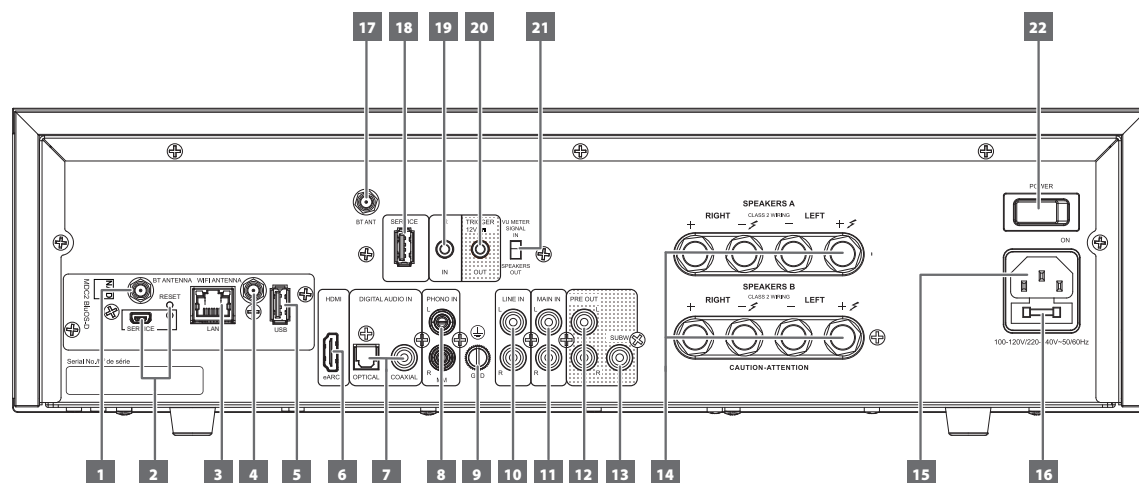 17 18 19 20 21 22
POWER
ON
BT ANT
SERVICE
IN
TRIGGER
12V
OUT
VU METER
SIGNAL
IN
SPEAKERS
OUT
SPEAKERS A
RIGHT CLASS 2 WIRING LEFT
+ − − +
SPEAKERS B
RIGHT CLASS 2 WIRING LEFT
+ − − +
CAUTION-ATTENTION
100-120V/220-240V~50/60Hz
MDC2 BluOS-D
BT ANTENNA WIFI ANTENNA
RESET
SERVICE
LAN
USB
Serial No./N° de série
HDMI
eARC
DIGITAL AUDIO IN
OPTICAL COAXIAL
PHONO IN
L
R
MM
GND
LINE IN
L
R
MAIN IN
L
R
PRE OUT
L
R
SUBW
1 2 3 4 5 6 7 8 9 10 11 12 13 14 15 16